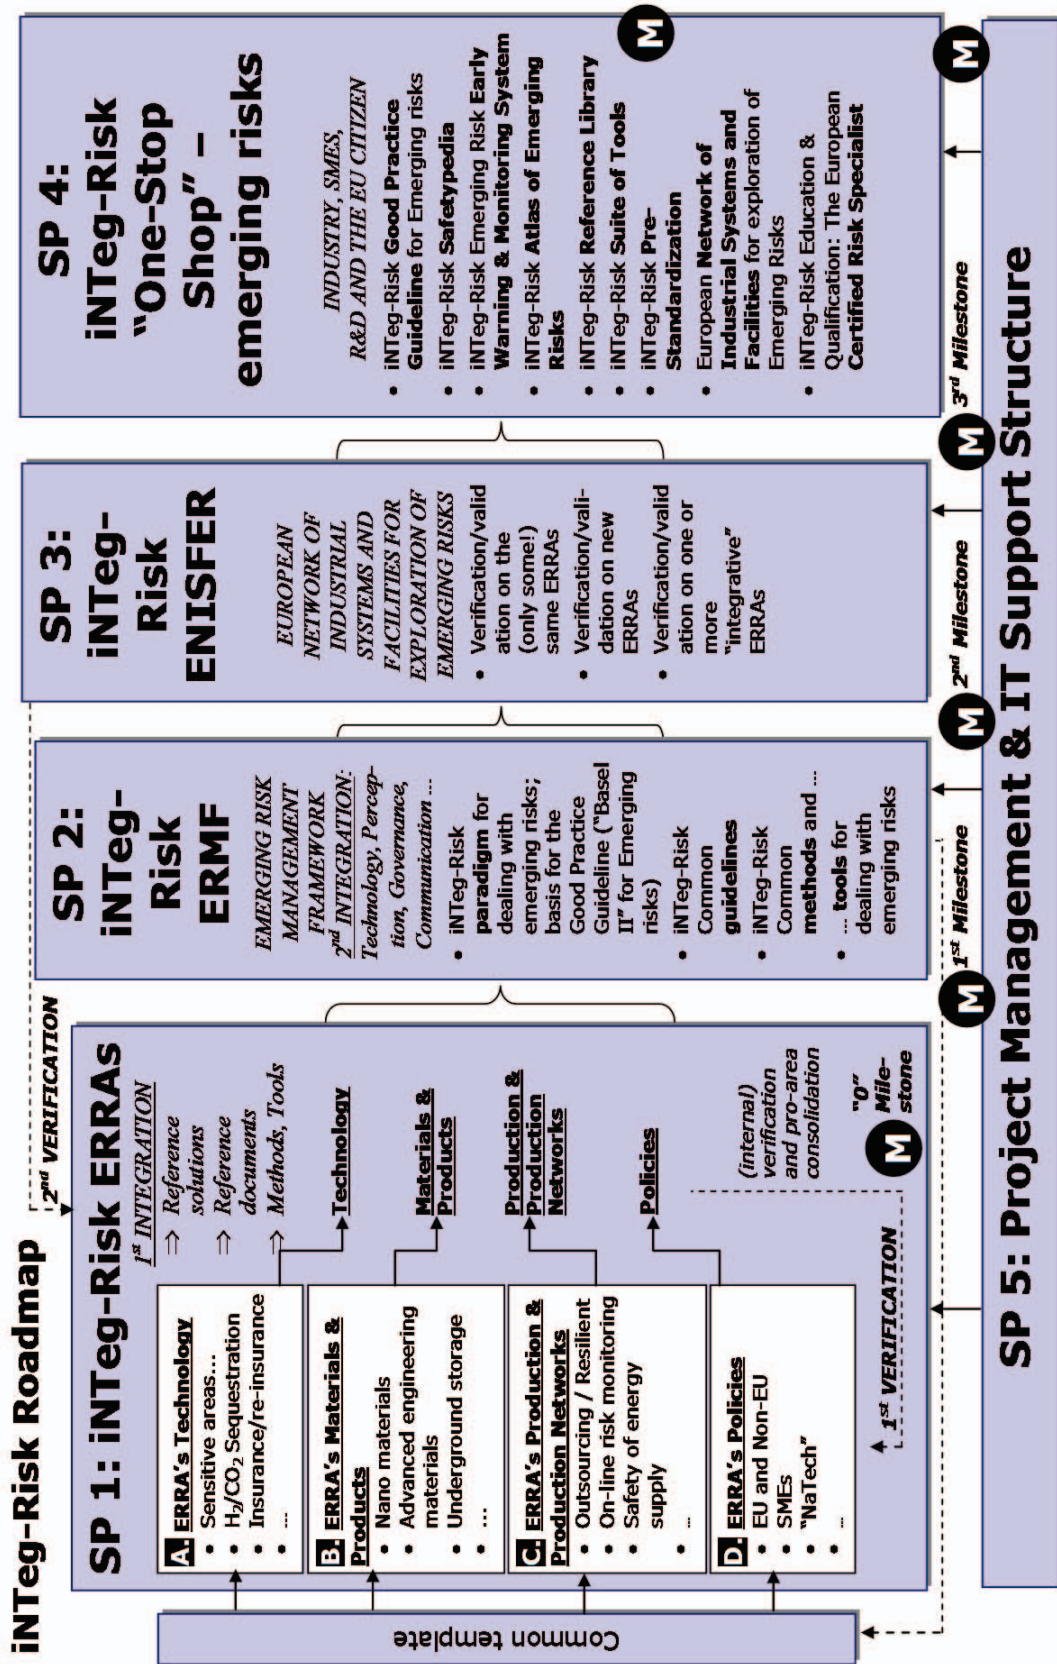 iNTeg-Risk Roadmap
Common template
SP 1: iNTeg-Risk ERRAs
A. ERRA's Technology
• Sensitive areas…
• H₂/CO₂ Sequestration
• Insurance/re-insurance
• …
B. ERRA's Materials &
Products
• Nano materials
• Advanced engineering
materials
• Underground storage
• …
C. ERRA's Production &
Production Networks
• Outsourcing / Resilient
• On-line risk monitoring
• Safety of energy
supply
• …
D. ERRA's Policies
• EU and Non-EU
• SMEs
• "NaTech"
• …
1st INTEGRATION
⇒ Reference
solutions
⇒ Reference
documents
⇒ Methods, Tools
Technology
Materials &
Products
Production &
Production
Networks
Policies
(internal)
verification
and pro-area
consolidation
M
"0"
Mile-
stone
1st VERIFICATION
2nd VERIFICATION
SP 2:
iNTeg-
Risk
ERMF
EMERGING RISK
MANAGEMENT
FRAMEWORK
2nd INTEGRATION:
Technology, Percep-
tion, Governance,
Communication …
• iNTeg-Risk
paradigm for
dealing with
emerging risks;
basis for the
Good Practice
Guideline ("Basel
II" for Emerging
risks)
• iNTeg-Risk
Common
guidelines
• iNTeg-Risk
Common
methods and …
• … tools for
dealing with
emerging risks
SP 3:
iNTeg-
Risk
ENISFER
EUROPEAN
NETWORK OF
INDUSTRIAL
SYSTEMS AND
FACILITIES FOR
EXPLORATION OF
EMERGING RISKS
• Verification/valid
ation on the
(only some!)
same ERRAs
• Verification/vali-
dation on new
ERRAs
• Verification/valid
ation on one or
more
"integrative"
ERRAs
SP 4:
iNTeg-Risk
"One-Stop
Shop" –
emerging risks
INDUSTRY, SMES,
R&D AND THE EU CITIZEN
• iNTeg-Risk Good Practice
Guideline for Emerging risks
• iNTeg-Risk Safetypedia
• iNTeg-Risk Emerging Risk Early
Warning & Monitoring System
• iNTeg-Risk Atlas of Emerging
Risks
• iNTeg-Risk Reference Library
• iNTeg-Risk Suite of Tools
• iNTeg-Risk Pre-
Standardization
• European Network of
Industrial Systems and
Facilities for exploration of
Emerging Risks
• iNTeg-Risk Education &
Qualification: The European
Certified Risk Specialist
M
M
1st Milestone
M
2nd Milestone
M
3rd Milestone
M
SP 5: Project Management & IT Support Structure